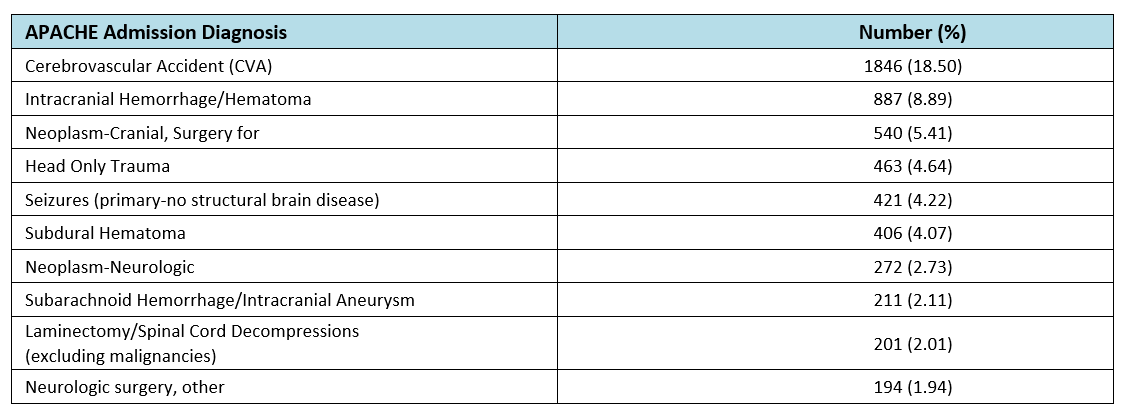 APACHE Admission Diagnosis Number (%)
Cerebrovascular Accident (CVA) 1846 (18.50)
Intracranial Hemorrhage/Hematoma 887 (8.89)
Neoplasm-Cranial, Surgery for 540 (5.41)
Head Only Trauma 463 (4.64)
Seizures (primary-no structural brain disease) 421 (4.22)
Subdural Hematoma 406 (4.07)
Neoplasm-Neurologic 272 (2.73)
Subarachnoid Hemorrhage/Intracranial Aneurysm 211 (2.11)
Laminectomy/Spinal Cord Decompressions
(excluding malignancies) 201 (2.01)
Neurologic surgery, other 194 (1.94)